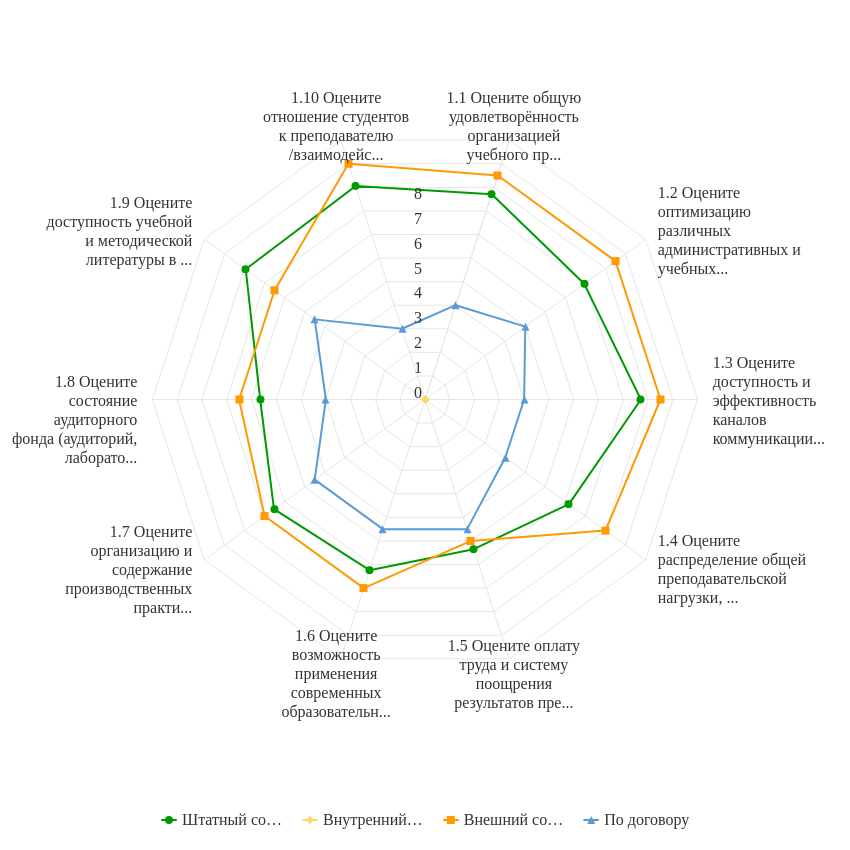 1.10 Оцените
отношение студентов
к преподавателю
/взаимодейс...
1.1 Оцените общую
удовлетворённость
организацией
учебного пр...
1.2 Оцените
оптимизацию
различных
административных и
учебных...
1.9 Оцените
доступность учебной
и методической
литературы в ...
8
7
6
5
4
3
2
1
0
1.3 Оцените
доступность и
эффективность
каналов
коммуникации...
1.8 Оцените
состояние
аудиторного
фонда (аудиторий,
лаборато...
1.4 Оцените
распределение общей
преподавательской
нагрузки, ...
1.7 Оцените
организацию и
содержание
производственных
практи...
1.6 Оцените
возможность
применения
современных
образовательн...
1.5 Оцените оплату
труда и систему
поощрения
результатов пре...
Штатный со… Внутренний… Внешний со… По договору